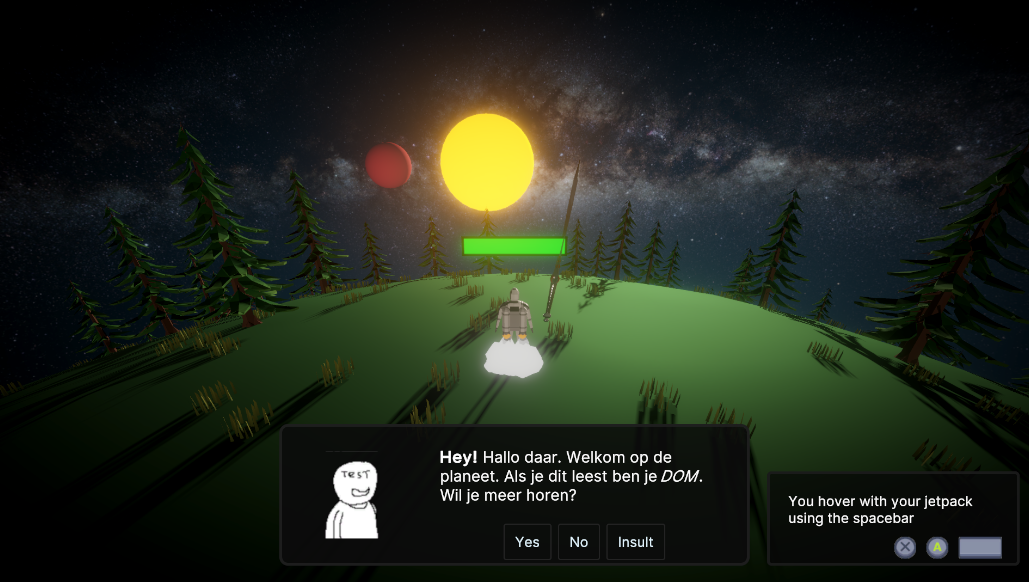 TEST
Hey! Hallo daar. Welkom op de
planeet. Als je dit leest ben je DOM.
Wil je meer horen?
Yes No Insult
You hover with your jetpack
using the spacebar
X A